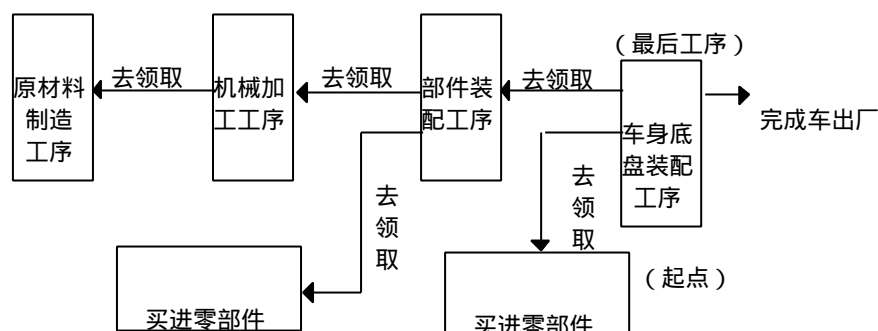 (最后工序)
原材料
制造
工序
去领取
机械加
工工序
去领取
部件装
配工序
去领取
车身底
盘装配
工序
完成车出厂
去
领
取
去
领
取
(起点)
买进零部件
买进零部件